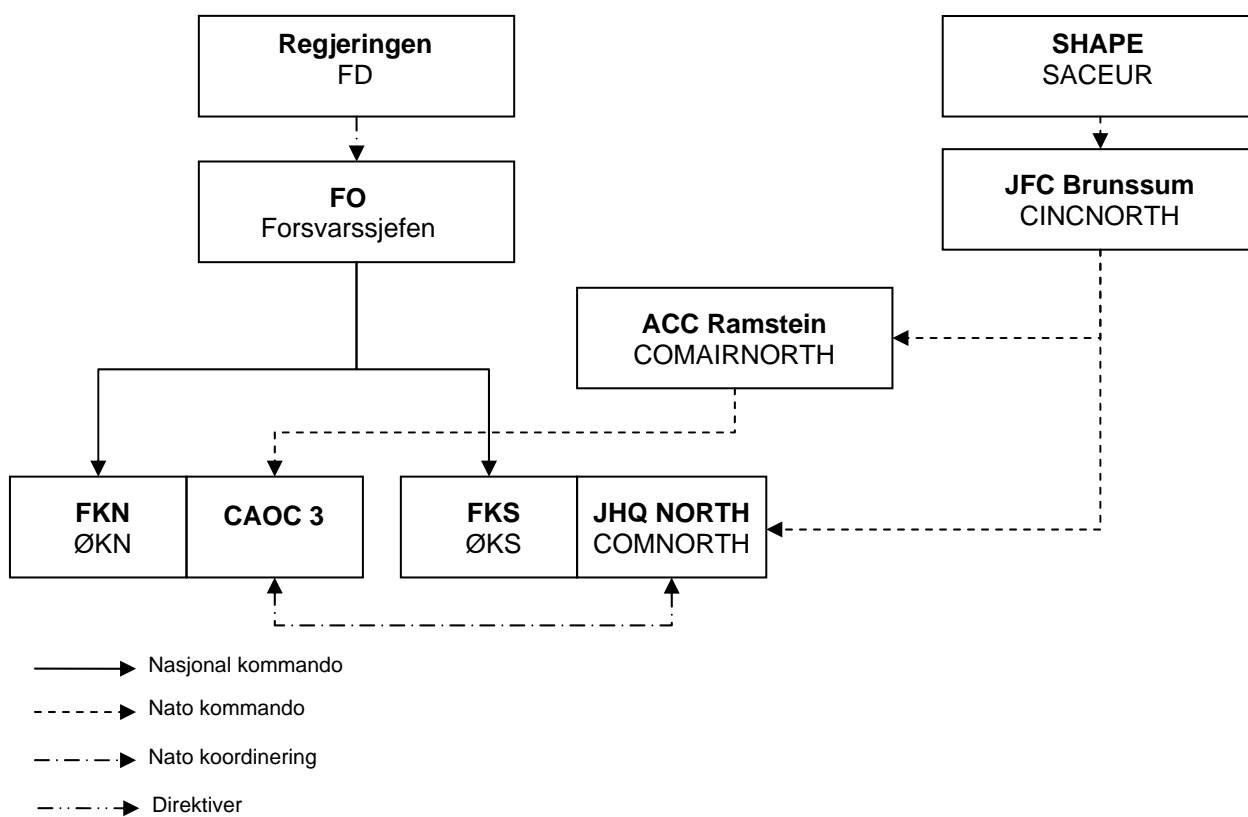 Regjeringen
FD
SHAPE
SACEUR
FO
Forsvarssjefen
JFC Brunssum
CINCNORTH
ACC Ramstein
COMAIRNORTH
FKN
ØKN
CAOC 3
FKS
ØKS
JHQ NORTH
COMNORTH
Nasjonal kommando
Nato kommando
Nato koordinering
Direktiver